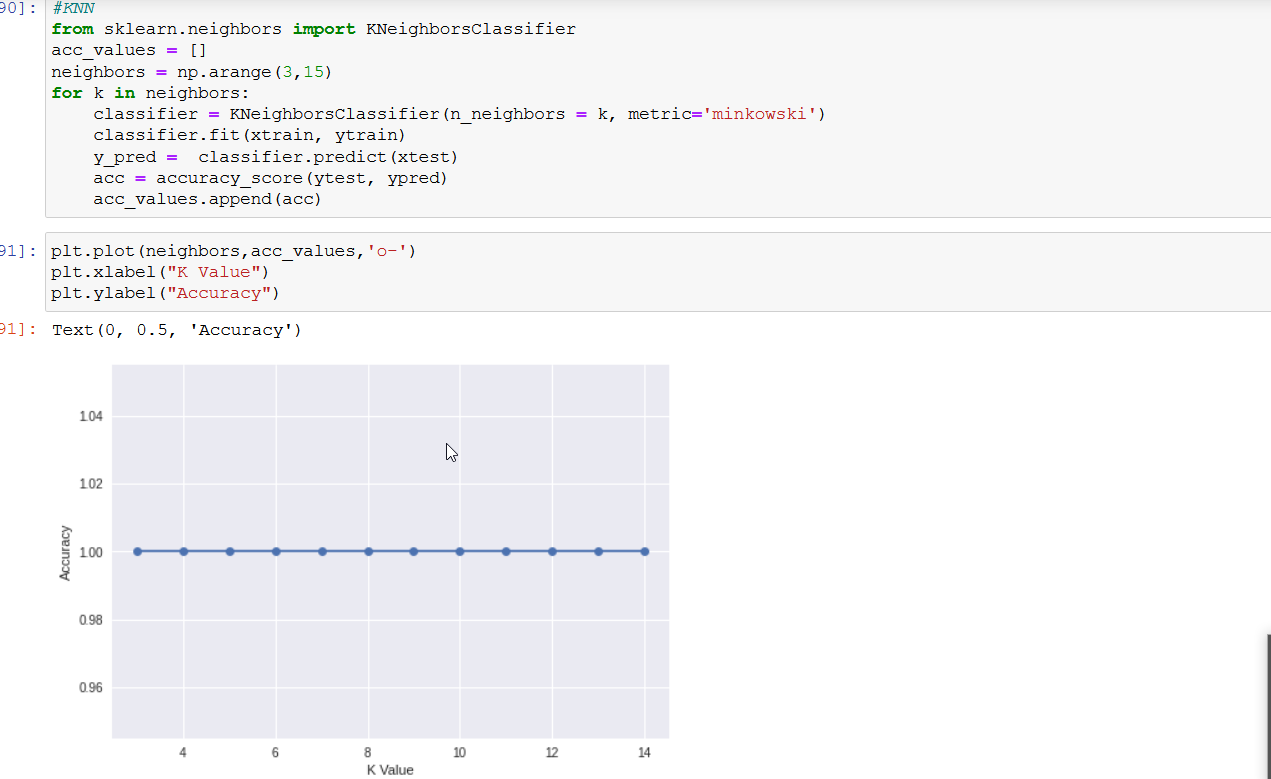 90]: #KNN
from sklearn.neighbors import KNeighborsClassifier
acc_values = []
neighbors = np.arange(3,15)
for k in neighbors:
    classifier = KNeighborsClassifier(n_neighbors = k, metric='minkowski')
    classifier.fit(xtrain, ytrain)
    y_pred =  classifier.predict(xtest)
    acc = accuracy_score(ytest, ypred)
    acc_values.append(acc)
91]: plt.plot(neighbors,acc_values,'o-')
plt.xlabel("K Value")
plt.ylabel("Accuracy")
91]: Text(0, 0.5, 'Accuracy')
1.04
1.02
1.00
0.98
0.96
Accuracy
4 6 8 10 12 14
K Value